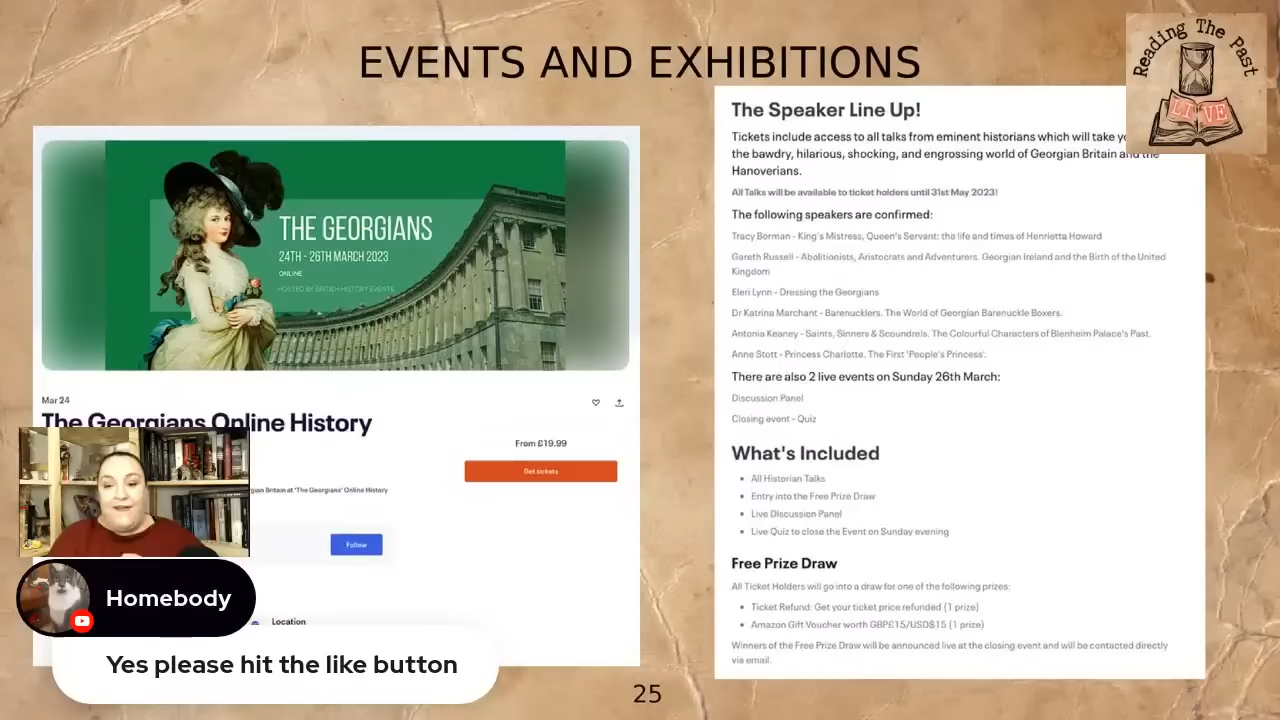 EVENTS AND EXHIBITIONS
Reading The Past
LIVE
THE GEORGIANS
24TH - 26TH MARCH 2023
ONLINE
HOSTED BY BRITISH HISTORY EVENTS
Mar 24
The Georgians Online History
From £19.99
Get tickets
gian Britain at 'The Georgians' Online History
Follow
Location
Homebody
Yes please hit the like button
The Speaker Line Up!
Tickets include access to all talks from eminent historians which will take
the bawdry, hilarious, shocking, and engrossing world of Georgian Britain and the
Hanoverians.
All Talks will be available to ticket holders until 31st May 2023!
The following speakers are confirmed:
Tracy Borman - King's Mistress, Queen's Servant: the life and times of Henrietta Howard
Gareth Russell - Abolitionists, Aristocrats and Adventurers. Georgian Ireland and the Birth of the United
Kingdom
Eleri Lynn - Dressing the Georgians
Dr Katrina Marchant - Barenucklers. The World of Georgian Barenuckle Boxers.
Antonia Keaney - Saints, Sinners & Scoundrels. The Colourful Characters of Blenheim Palace's Past.
Anne Stott - Princess Charlotte. The First 'People's Princess'.
There are also 2 live events on Sunday 26th March:
Discussion Panel
Closing event - Quiz
What's Included
All Historian Talks
Entry into the Free Prize Draw
Live Discussion Panel
Live Quiz to close the Event on Sunday evening
Free Prize Draw
All Ticket Holders will go into a draw for one of the following prizes:
Ticket Refund: Get your ticket price refunded (1 prize)
Amazon Gift Voucher worth GBP£15/USD$15 (1 prize)
Winners of the Free Prize Draw will be announced live at the closing event and will be contacted directly
via email.
25